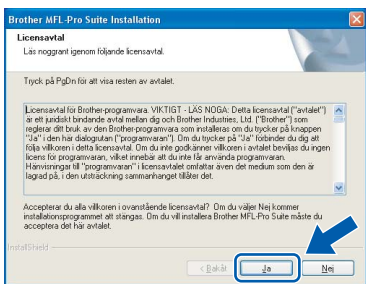 Brother MFL-Pro Suite Installation
Licensavtal
Läs noggrant igenom följande licensavtal.
Tryck på PgDn för att visa resten av avtalet.
Licensavtal för Brother-programvara. VIKTIGT - LÄS NOGA: Detta licensavtal ("avtalet")
är ett juridiskt bindande avtal mellan dig och Brother Industries, Ltd. ("Brother") som
reglerar ditt bruk av den Brother-programvara som installeras om du trycker på knappen
"Ja" i den här dialogrutan ("programvaran"). Om du trycker på "Ja" förbinder du dig att
följa villkoren i detta licensavtal. Om du inte godkänner villkoren i avtalet beviljas du ingen
licens för programvaran, vilket innebär att du inte får använda programvaran.
Hänvisningar till "programvaran" i licensavtalet omfattar även det medium som den är
lagrad på, i den utsträckning sammanhanget tillåter det.
Accepterar du alla villkoren i ovanstående licensavtal? Om du väljer Nej kommer
installationsprogrammet att stängas. Om du vill installera Brother MFL-Pro Suite måste du
acceptera det här avtalet.
InstallShield
< Bakåt Ja Nej